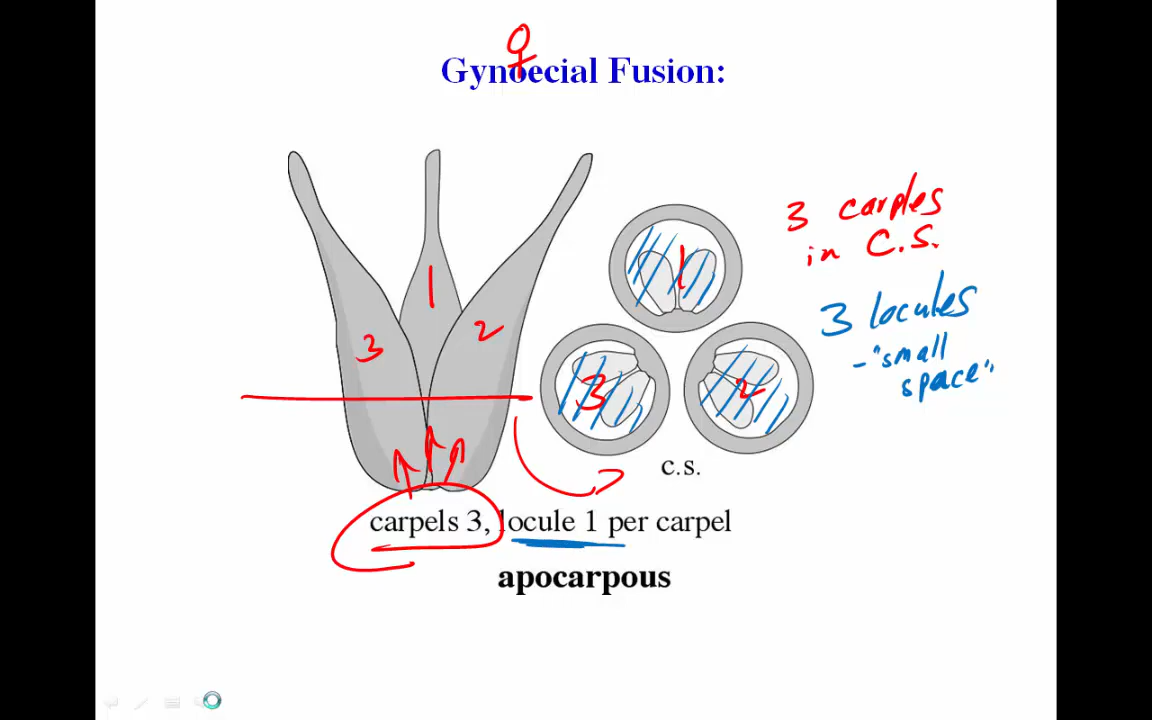 ♀
Gynoecial Fusion:
1
2
3
1
3
2
3 carples
in C.S.
3 locules
- "small
space"
c.s.
carpels 3, locule 1 per carpel
apocarpous